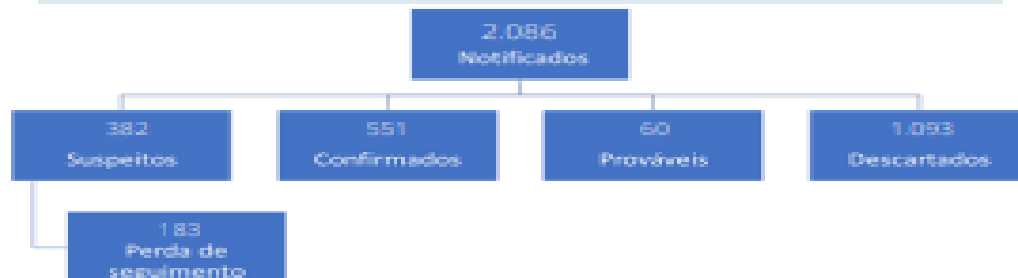 2.086
Notificados
382
Suspeitos
551
Confirmados
60
Prováveis
1.093
Descartados
183
Perda de
seguimento